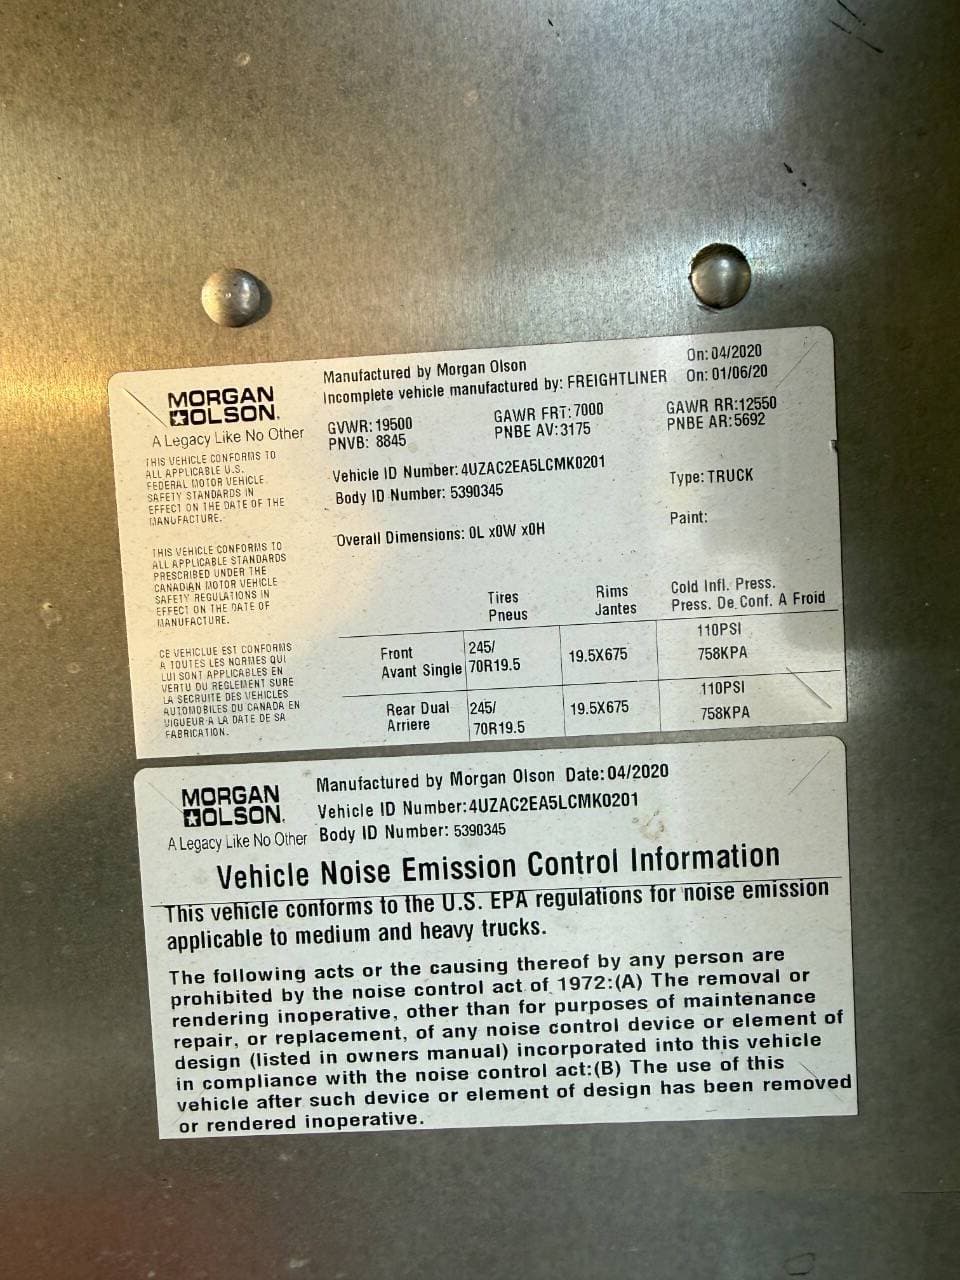 MORGAN
OLSON.
A Legacy Like No Other
THIS VEHICLE CONFORMS TO
ALL APPLICABLE U.S.
FEDERAL MOTOR VEHICLE
SAFETY STANDARDS IN
EFFECT ON THE DATE OF THE
MANUFACTURE.
THIS VEHICLE CONFORMS TO
ALL APPLICABLE STANDARDS
PRESCRIBED UNDER THE
CANADIAN MOTOR VEHICLE
SAFETY REGULATIONS IN
EFFECT ON THE DATE OF
MANUFACTURE.
CE VEHICLUE EST CONFORMS
A TOUTES LES NORMES QUI
LUI SONT APPLICABLES EN
VERTU DU REGLEMENT SURE
LA SECRUITE DES VEHICLES
AUTOMOBILES DU CANADA EN
VIGUEUR A LA DATE DE SA
FABRICATION.
Manufactured by Morgan Olson On: 04/2020
Incomplete vehicle manufactured by: FREIGHTLINER On: 01/06/20
GVWR: 19500 GAWR FRT: 7000 GAWR RR:12550
PNVB: 8845 PNBE AV:3175 PNBE AR:5692
Vehicle ID Number: 4UZAC2EA5LCMK0201 Type: TRUCK
Body ID Number: 5390345
Overall Dimensions: 0L x0W x0H Paint:
Tires Rims Cold Infl. Press.
Pneus Jantes Press. De Conf. A Froid
Front 245/ 19.5X675 110PSI
Avant Single 70R19.5 758KPA
Rear Dual 245/ 19.5X675 110PSI
Arriere 70R19.5 758KPA
MORGAN
OLSON.
A Legacy Like No Other
Manufactured by Morgan Olson Date: 04/2020
Vehicle ID Number:4UZAC2EA5LCMK0201
Body ID Number: 5390345
Vehicle Noise Emission Control Information
This vehicle conforms to the U.S. EPA regulations for noise emission
applicable to medium and heavy trucks.
The following acts or the causing thereof by any person are
prohibited by the noise control act of 1972:(A) The removal or
rendering inoperative, other than for purposes of maintenance
repair, or replacement, of any noise control device or element of
design (listed in owners manual) incorporated into this vehicle
in compliance with the noise control act:(B) The use of this
vehicle after such device or element of design has been removed
or rendered inoperative.